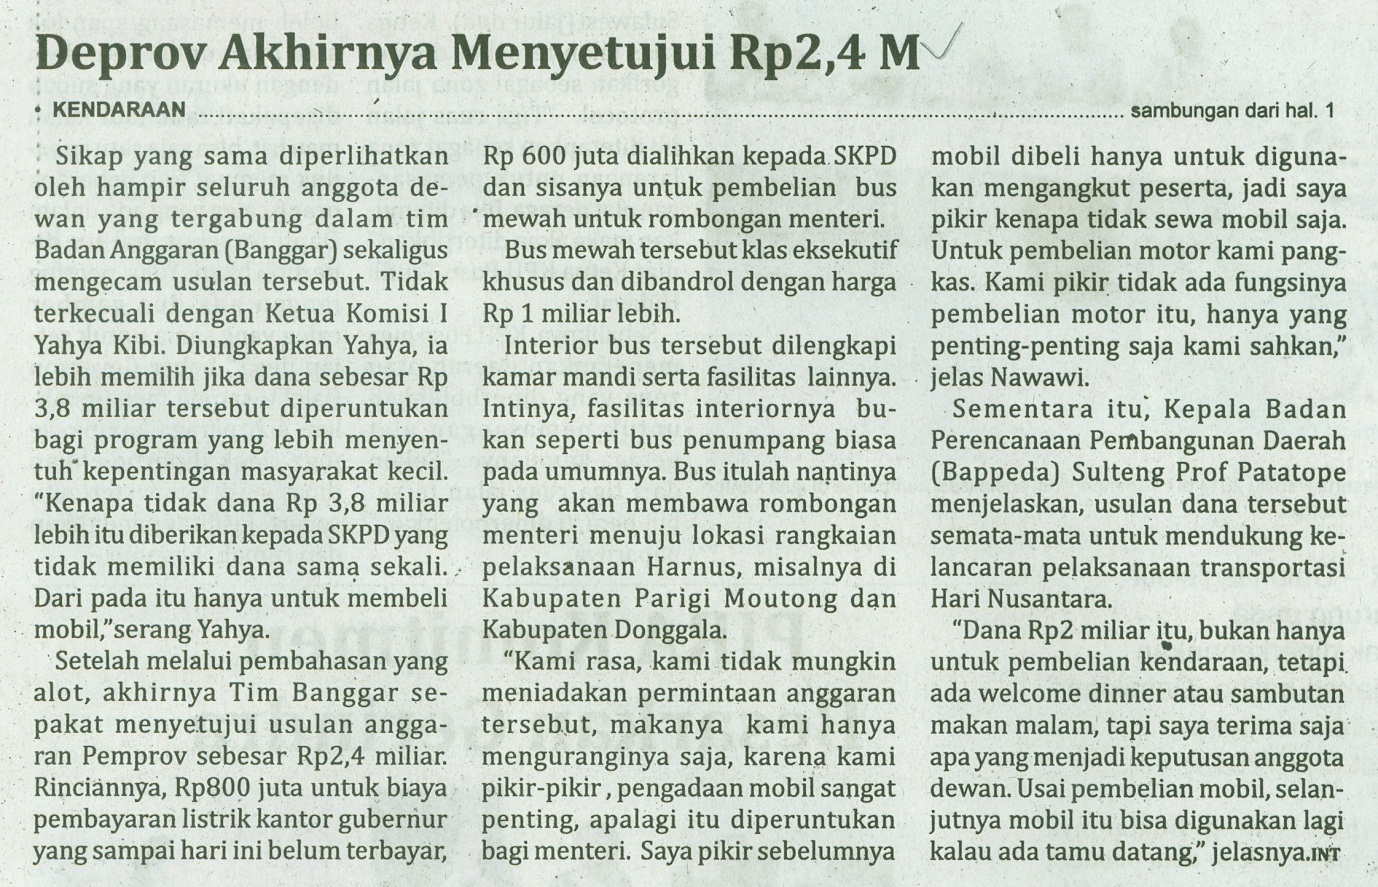 Deprov Akhirnya Menyetujui Rp2,4 M
• KENDARAAN ........ sambungan dari hal. 1
Sikap yang sama diperlihatkan
oleh hampir seluruh anggota de-
wan yang tergabung dalam tim
Badan Anggaran (Banggar) sekaligus
mengecam usulan tersebut. Tidak
terkecuali dengan Ketua Komisi I
Yahya Kibi. Diungkapkan Yahya, ia
lebih memilih jika dana sebesar Rp
3,8 miliar tersebut diperuntukan
bagi program yang lebih menyen-
tuh kepentingan masyarakat kecil.
“Kenapa tidak dana Rp 3,8 miliar
lebih itu diberikan kepada SKPD yang
tidak memiliki dana sama sekali.
Dari pada itu hanya untuk membeli
mobil,”serang Yahya.
Setelah melalui pembahasan yang
alot, akhirnya Tim Banggar se-
pakat menyetujui usulan angga-
ran Pemprov sebesar Rp2,4 miliar.
Rinciannya, Rp800 juta untuk biaya
pembayaran listrik kantor gubernur
yang sampai hari ini belum terbayar,
Rp 600 juta dialihkan kepada SKPD
dan sisanya untuk pembelian bus
mewah untuk rombongan menteri.
Bus mewah tersebut klas eksekutif
khusus dan dibandrol dengan harga
Rp 1 miliar lebih.
Interior bus tersebut dilengkapi
kamar mandi serta fasilitas lainnya.
Intinya, fasilitas interiornya bu-
kan seperti bus penumpang biasa
pada umumnya. Bus itulah nantinya
yang akan membawa rombongan
menteri menuju lokasi rangkaian
pelaksanaan Harnus, misalnya di
Kabupaten Parigi Moutong dan
Kabupaten Donggala.
“Kami rasa, kami tidak mungkin
meniadakan permintaan anggaran
tersebut, makanya kami hanya
menguranginya saja, karena kami
pikir-pikir , pengadaan mobil sangat
penting, apalagi itu diperuntukan
bagi menteri. Saya pikir sebelumnya
mobil dibeli hanya untuk diguna-
kan mengangkut peserta, jadi saya
pikir kenapa tidak sewa mobil saja.
Untuk pembelian motor kami pang-
kas. Kami pikir tidak ada fungsinya
pembelian motor itu, hanya yang
penting-penting saja kami sahkan,”
jelas Nawawi.
Sementara itu, Kepala Badan
Perencanaan Pembangunan Daerah
(Bappeda) Sulteng Prof Patatope
menjelaskan, usulan dana tersebut
semata-mata untuk mendukung ke-
lancaran pelaksanaan transportasi
Hari Nusantara.
“Dana Rp2 miliar itu, bukan hanya
untuk pembelian kendaraan, tetapi
ada welcome dinner atau sambutan
makan malam, tapi saya terima saja
apa yang menjadi keputusan anggota
dewan. Usai pembelian mobil, selan-
jutnya mobil itu bisa digunakan lagi
kalau ada tamu datang,” jelasnya.INT